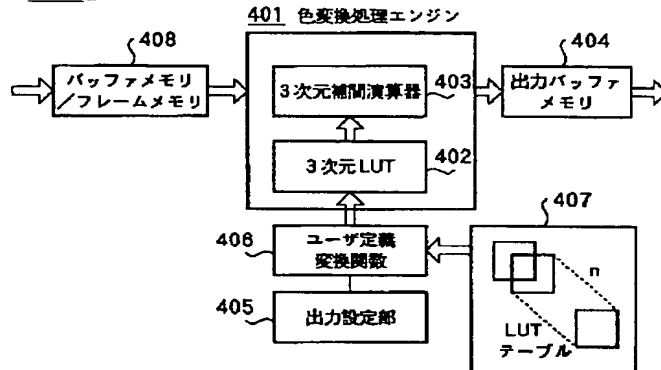 401 色変換処理エンジン
408
バッファメモリ
/フレームメモリ
3次元補間演算器
403
404
出力バッファ
メモリ
3次元LUT
402
407
406
ユーザ定義
変換関数
n
405
出力設定部
LUT
テーブル